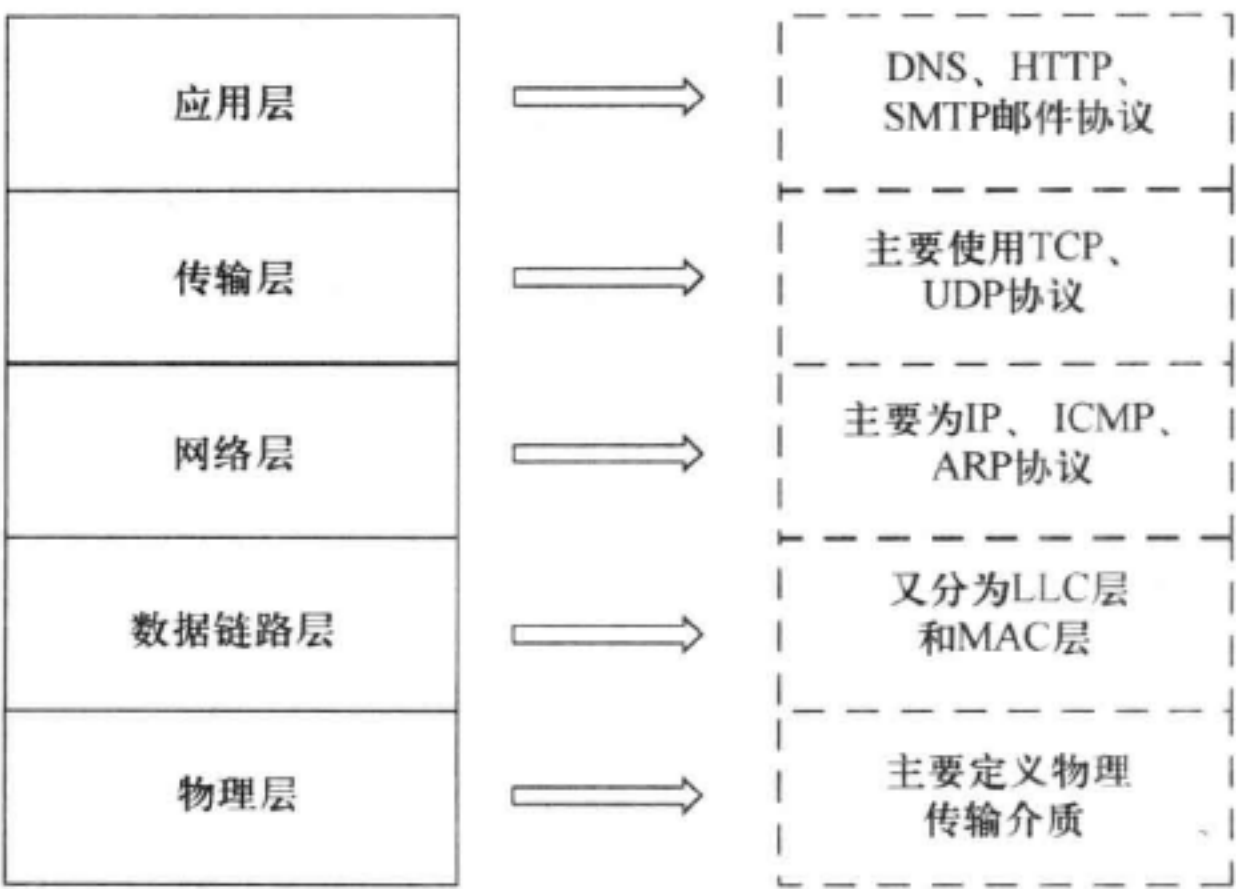 应用层
DNS、HTTP、
SMTP邮件协议
传输层
主要使用TCP、
UDP协议
网络层
主要为IP、ICMP、
ARP协议
数据链路层
又分为LLC层
和MAC层
物理层
主要定义物理
传输介质